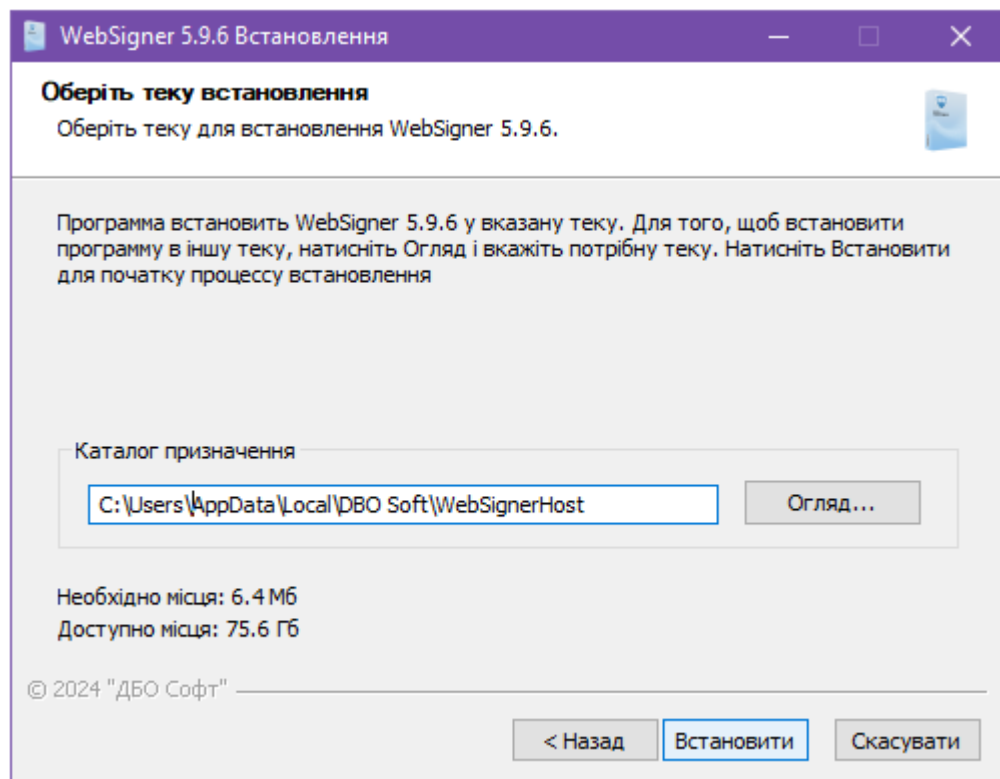 WebSigner 5.9.6 Встановлення
Оберіть теку встановлення
Оберіть теку для встановлення WebSigner 5.9.6.
Программа встановить WebSigner 5.9.6 у вказану теку. Для того, щоб встановити
программу в іншу теку, натисніть Огляд і вкажіть потрібну теку. Натисніть Встановити
для початку процессу встановлення
Каталог призначення
C:\Users\AppData\Local\DBO Soft\WebSignerHost
Огляд...
Необхідно місця: 6.4 Мб
Доступно місця: 75.6 Гб
© 2024 "ДБО Софт"
< Назад
Встановити
Скасувати